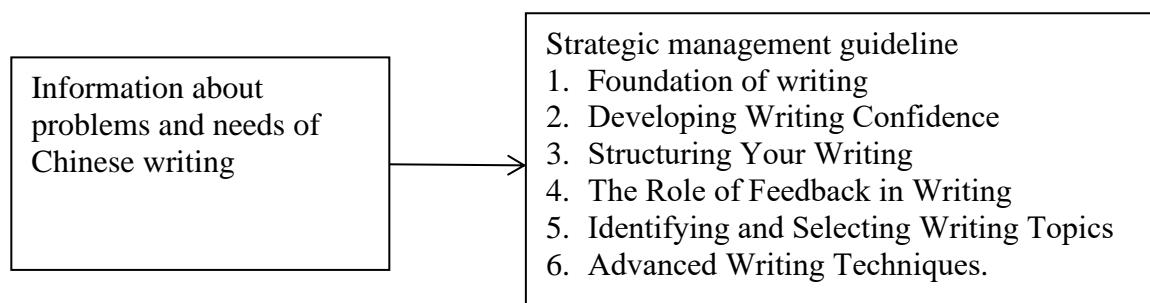 Information about
problems and needs of
Chinese writing
Strategic management guideline
1. Foundation of writing
2. Developing Writing Confidence
3. Structuring Your Writing
4. The Role of Feedback in Writing
5. Identifying and Selecting Writing Topics
6. Advanced Writing Techniques.